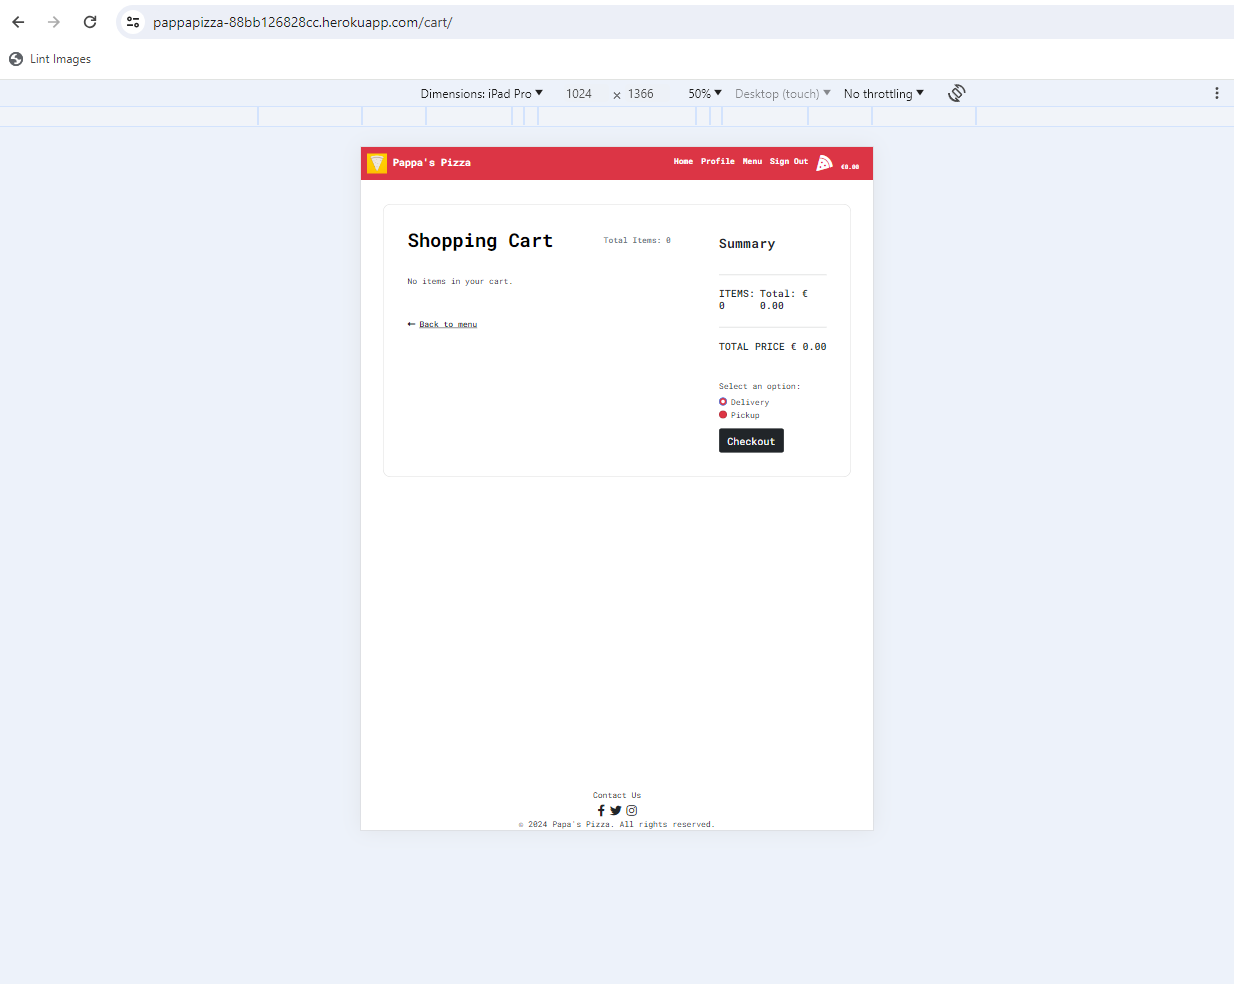 pappapizza-88bb126828cc.herokuapp.com/cart/
Lint Images
Dimensions: iPad Pro 1024 × 1366 50% Desktop (touch) No throttling
Pappa's Pizza Home Profile Menu Sign Out €0.00
Shopping Cart Total Items: 0
No items in your cart.
Back to menu
Summary
ITEMS: Total: €
0 0.00
TOTAL PRICE € 0.00
Select an option:
Delivery
Pickup
Checkout
Contact Us
© 2024 Papa's Pizza. All rights reserved.